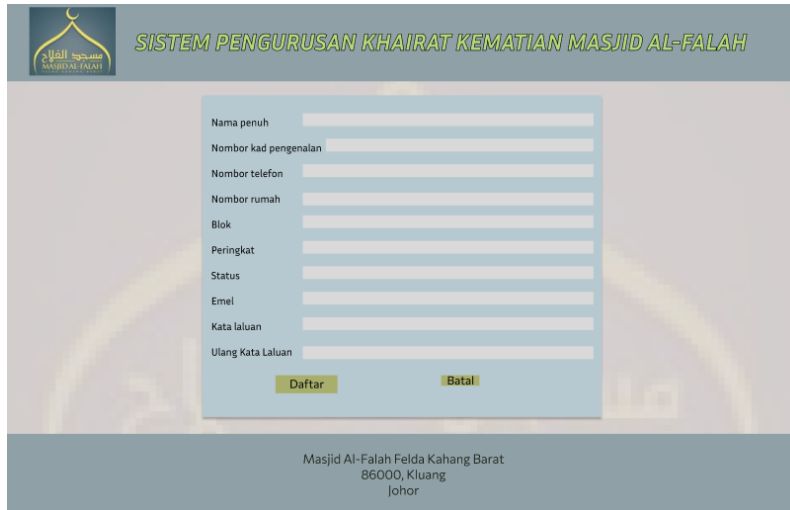 مسجد الفلاح
MASJID AL-FALAH
SISTEM PENGURUSAN KHAIRAT KEMATIAN MASJID AL-FALAH
Nama penuh
Nombor kad pengenalan
Nombor telefon
Nombor rumah
Blok
Peringkat
Status
Emel
Kata laluan
Ulang Kata Laluan
Daftar
Batal
Masjid Al-Falah Felda Kahang Barat
86000, Kluang
Johor